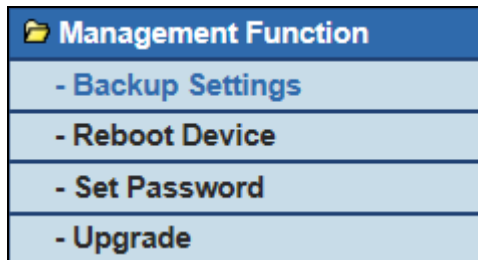 Management Function
- Backup Settings
- Reboot Device
- Set Password
- Upgrade